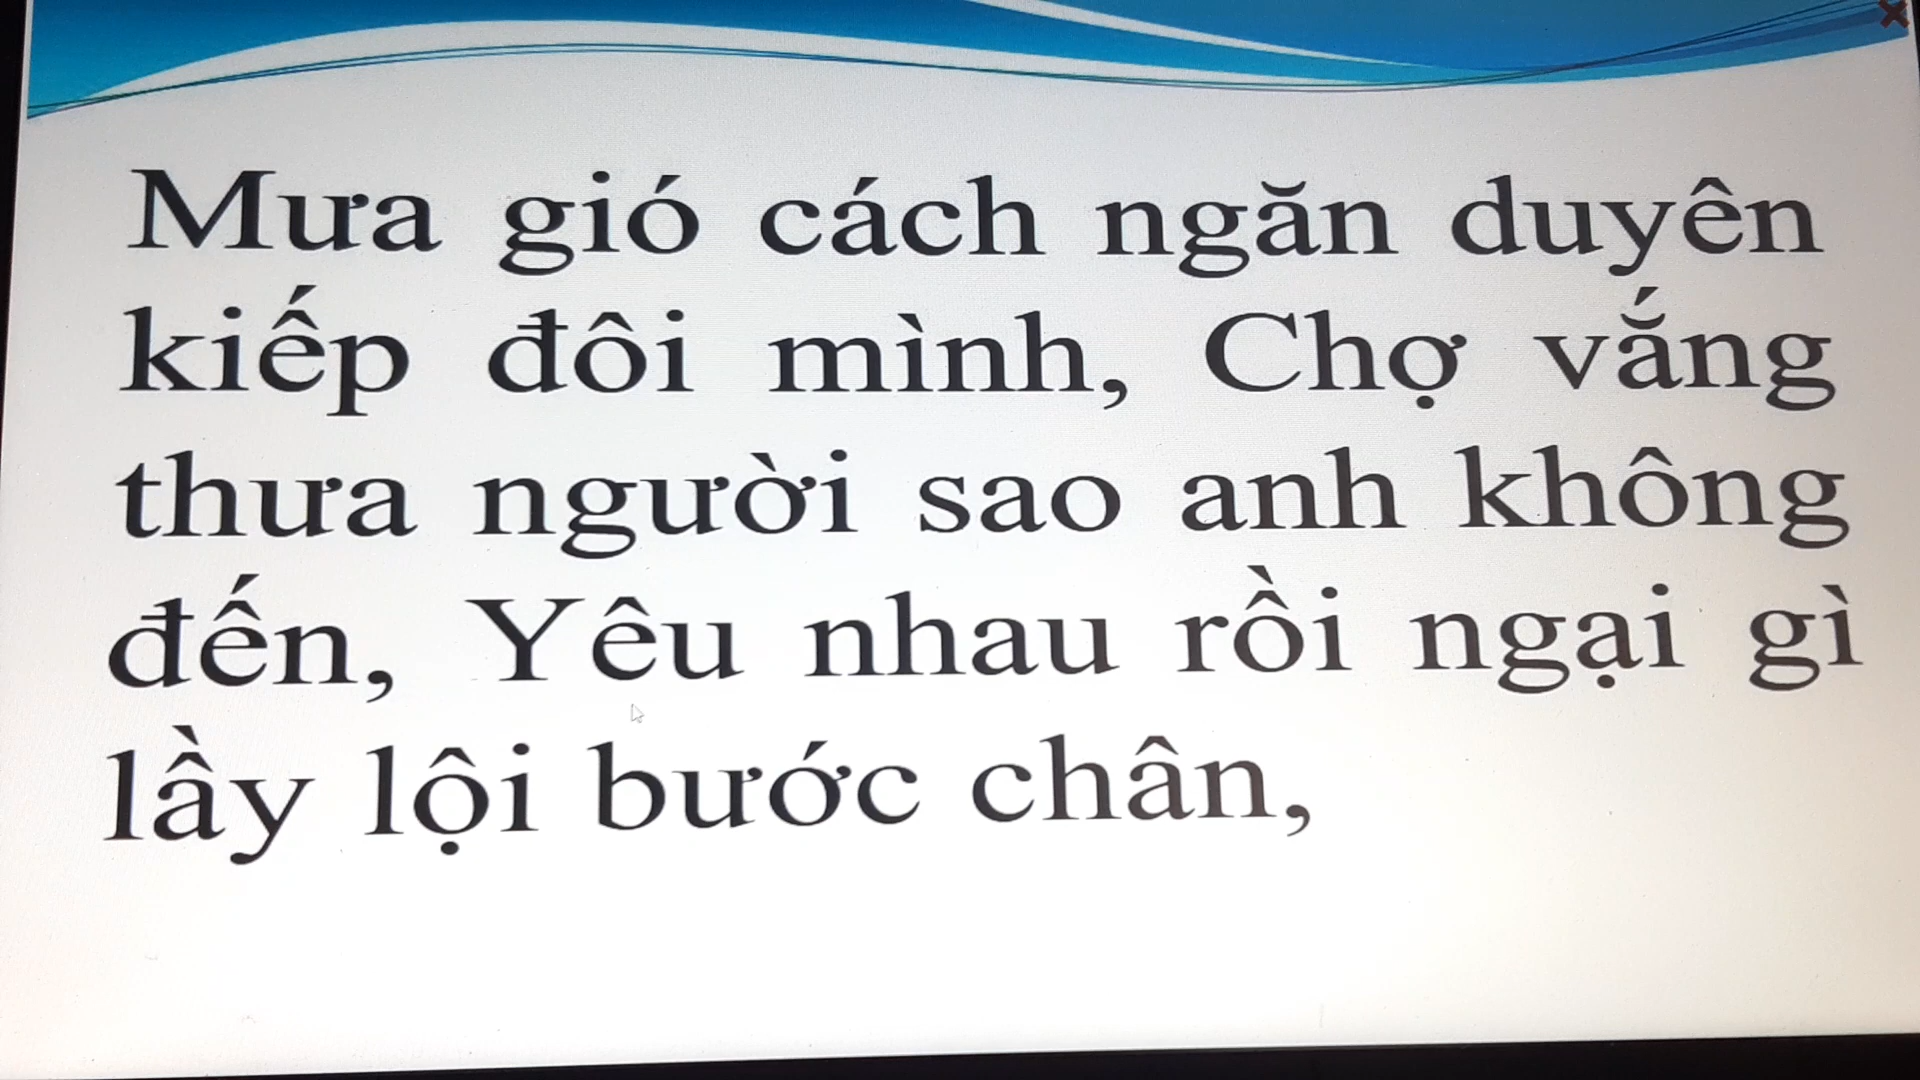 Mưa gió cách ngăn duyên
kiếp đôi mình, Chợ vắng
thưa người sao anh không
đến, Yêu nhau rồi ngại gì
lầy lội bước chân,